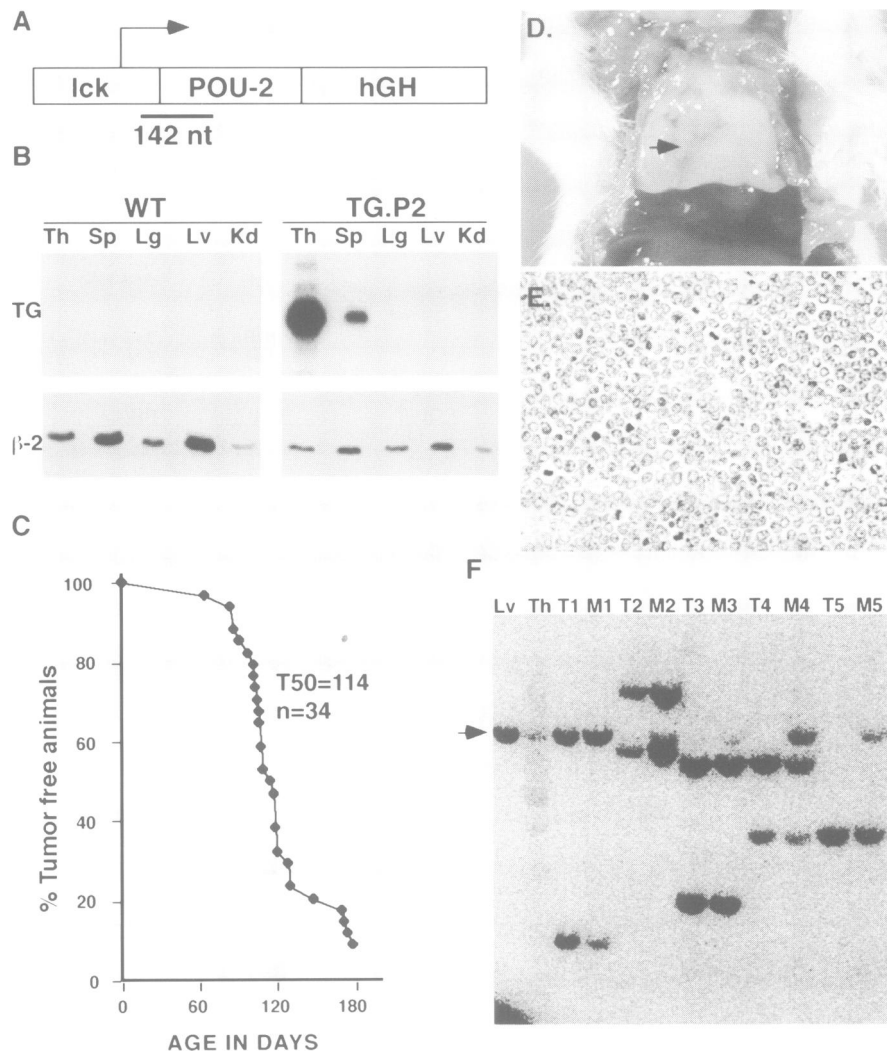 A
lck POU-2 hGH
142 nt
B
WT TG.P2
Th Sp Lg Lv Kd Th Sp Lg Lv Kd
TG
β-2
C
100
80
60
40
20
0
% Tumor free animals
T50=114
n=34
0 60 120 180
AGE IN DAYS
D.
E.
F
Lv Th T1 M1 T2 M2 T3 M3 T4 M4 T5 M5